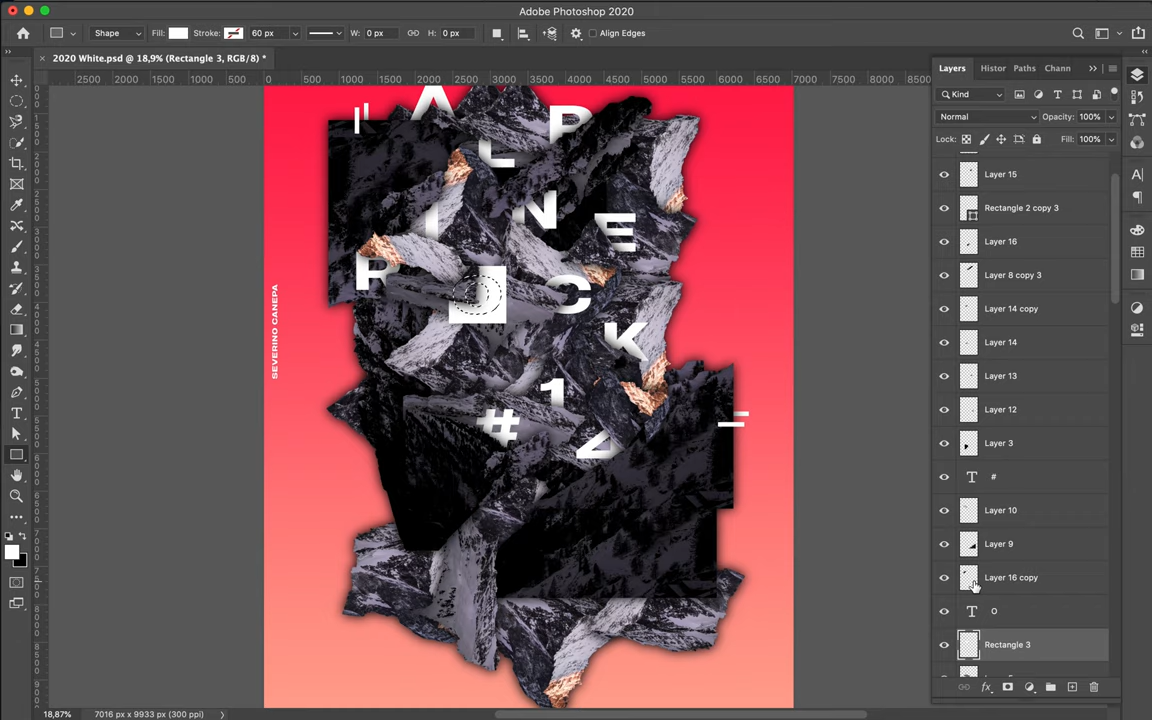 Adobe Photoshop 2020
Shape Fill: Stroke: 60 px W: 0 px H: 0 px Align Edges
2020 White.psd @ 18,9% (Rectangle 3, RGB/8) *
2500 2000 1500 1000 500 0 500 1000 1500 2000 2500 3000 3500 4000 4500 5000 5500 6000 6500 7000 7500 8000 8500 9000
Layers Histor Paths Chann
Kind
Normal Opacity: 100%
Lock: Fill: 100%
Layer 15
Rectangle 2 copy 3
Layer 16
Layer 8 copy 3
Layer 14 copy
Layer 14
Layer 13
Layer 12
Layer 3
#
Layer 10
Layer 9
Layer 16 copy
O
Rectangle 3
A
L P
I N E
R C
K
# 1
2
SEVERINO CANEPA
18,87% 7016 px x 9933 px (300 ppi)